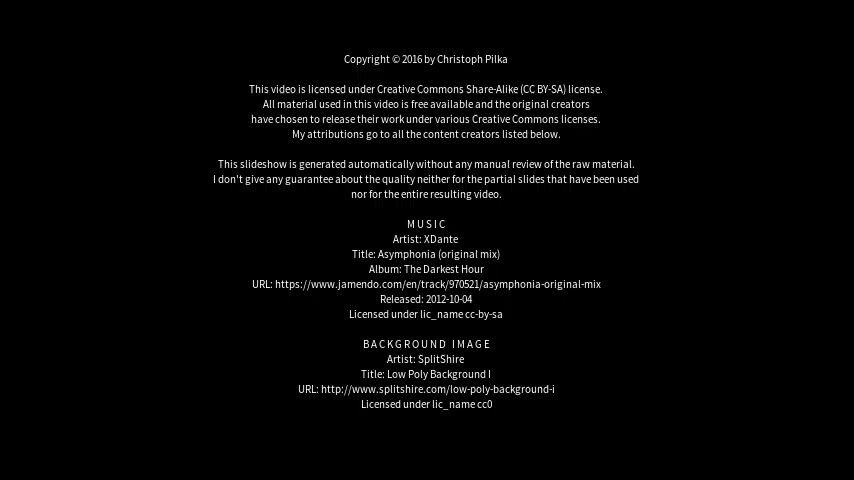 Copyright © 2016 by Christoph Pilka
This video is licensed under Creative Commons Share-Alike (CC BY-SA) license.
All material used in this video is free available and the original creators
have chosen to release their work under various Creative Commons licenses.
My attributions go to all the content creators listed below.
This slideshow is generated automatically without any manual review of the raw material.
I don't give any guarantee about the quality neither for the partial slides that have been used
nor for the entire resulting video.
MUSIC
Artist: XDante
Title: Asymphonia (original mix)
Album: The Darkest Hour
URL: https://www.jamendo.com/en/track/970521/asymphonia-original-mix
Released: 2012-10-04
Licensed under lic_name cc-by-sa
BACKGROUND IMAGE
Artist: SplitShire
Title: Low Poly Background I
URL: http://www.splitshire.com/low-poly-background-i
Licensed under lic_name cc0